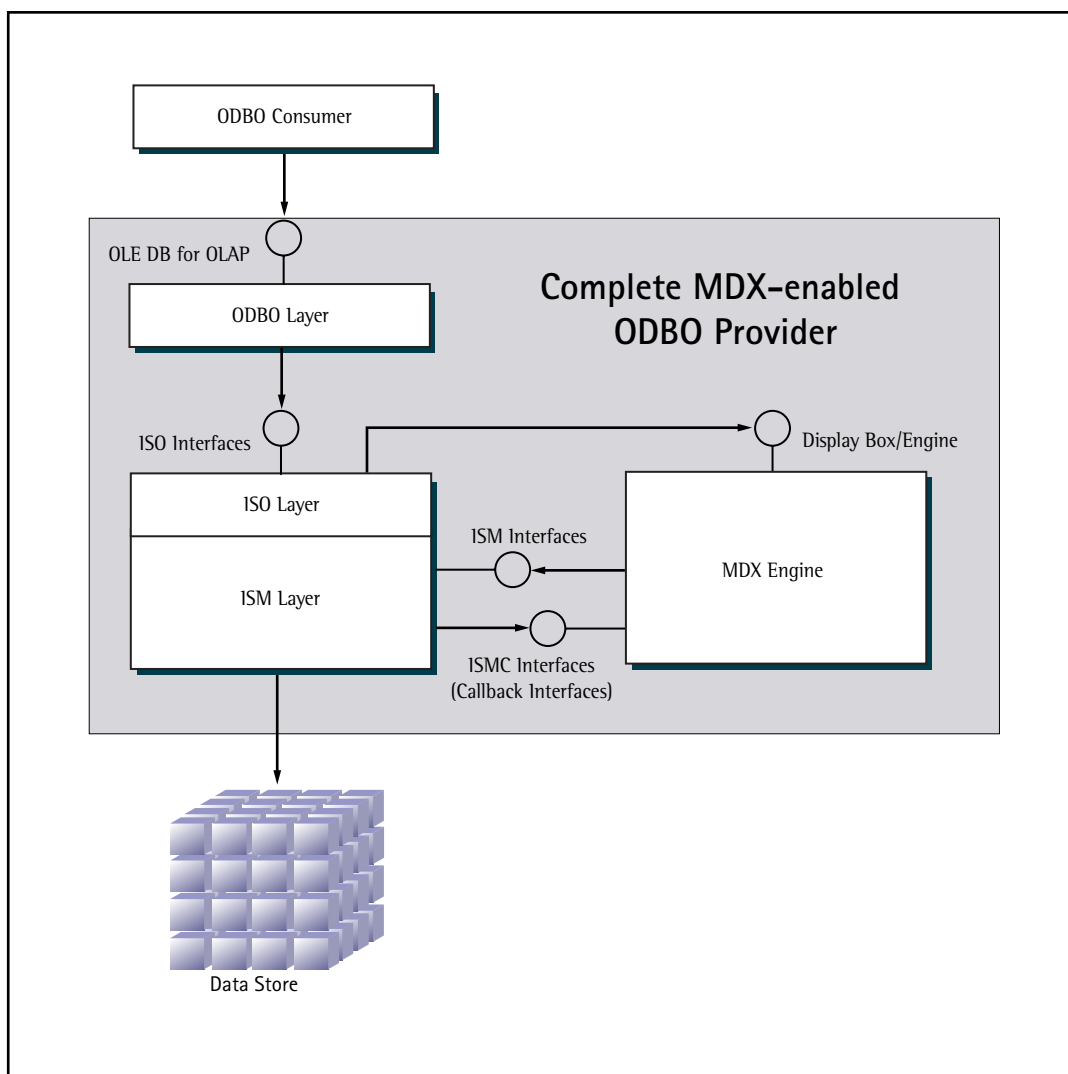 ODBO Consumer
OLE DB for OLAP
Complete MDX-enabled
ODBO Provider
ODBO Layer
ISO Interfaces
Display Box/Engine
ISO Layer
ISM Interfaces
MDX Engine
ISM Layer
ISMC Interfaces
(Callback Interfaces)
Data Store